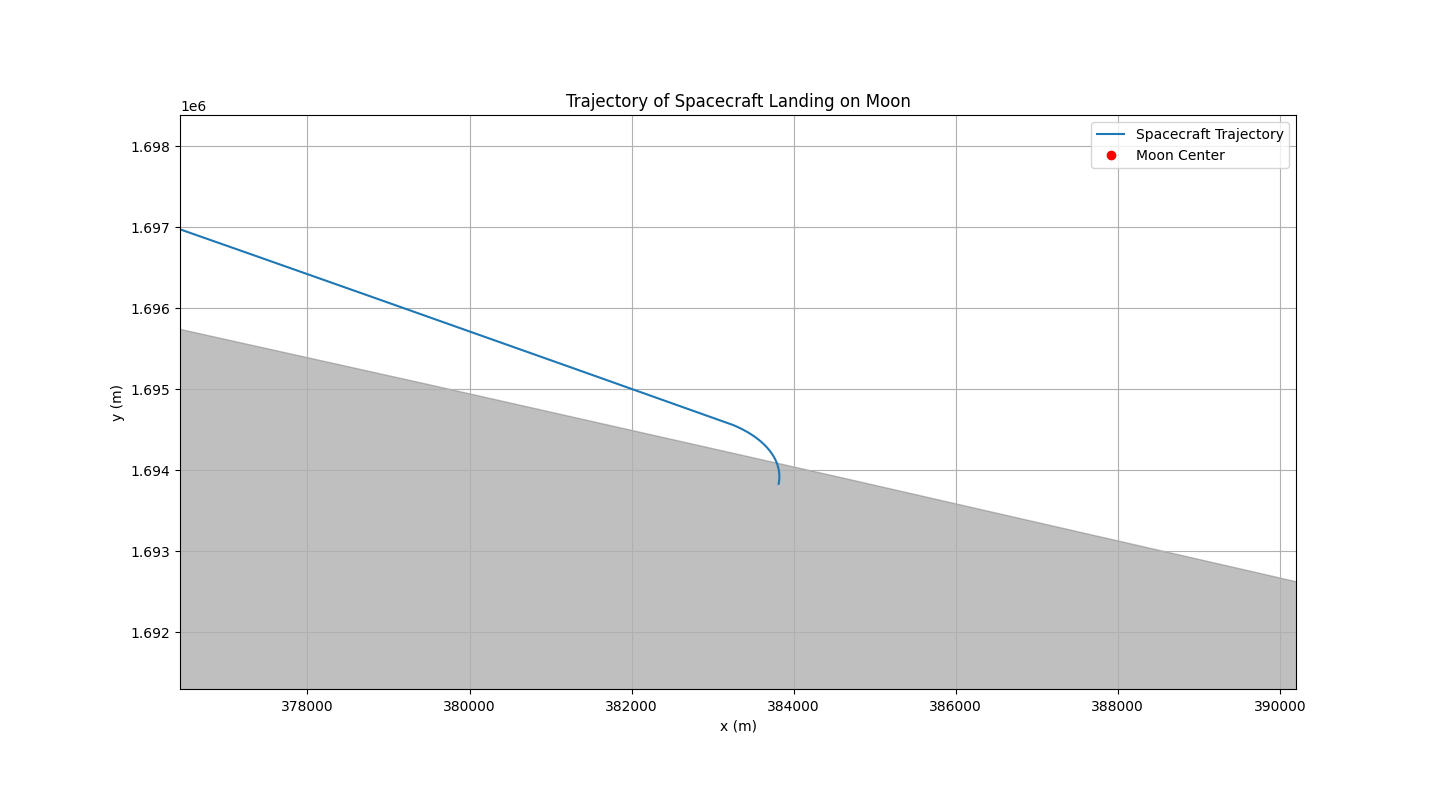 Trajectory of Spacecraft Landing on Moon
1e6
Spacecraft Trajectory
Moon Center
1.698
1.697
1.696
1.695
1.694
1.693
1.692
y (m)
378000 380000 382000 384000 386000 388000 390000
x (m)